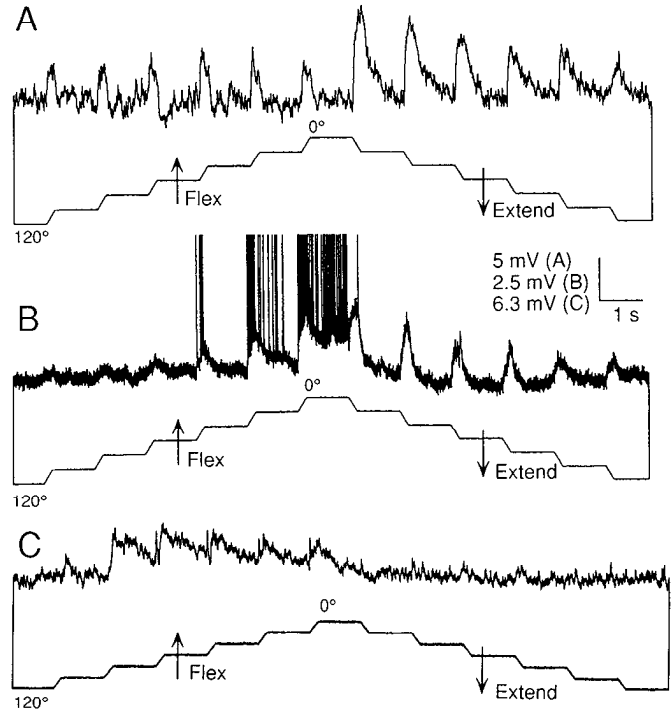 A
0°
Flex
Extend
120°
5 mV (A)
2.5 mV (B)
6.3 mV (C)
1 s
B
0°
Flex
Extend
120°
C
0°
Flex
Extend
120°